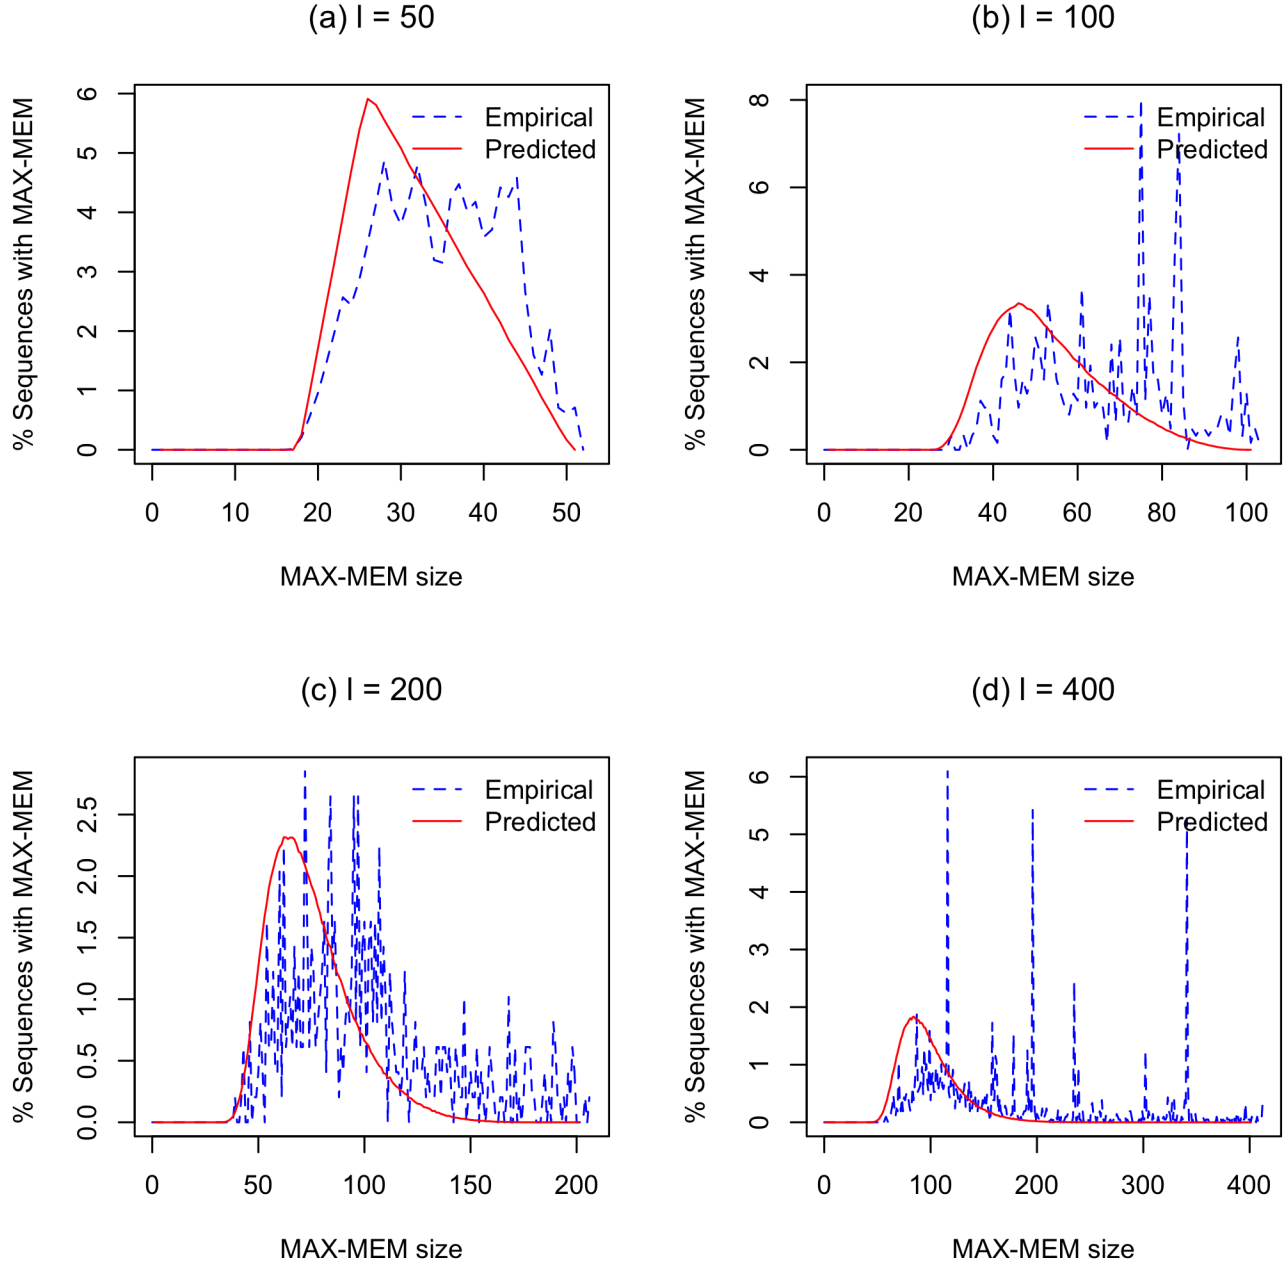 (a) l = 50
% Sequences with MAX-MEM
6
5
4
3
2
1
0
Empirical
Predicted
0 10 20 30 40 50
MAX-MEM size
(b) l = 100
% Sequences with MAX-MEM
8
6
4
2
0
Empirical
Predicted
0 20 40 60 80 100
MAX-MEM size
(c) l = 200
% Sequences with MAX-MEM
2.5
2.0
1.5
1.0
0.5
0.0
Empirical
Predicted
0 50 100 150 200
MAX-MEM size
(d) l = 400
% Sequences with MAX-MEM
6
5
4
3
2
1
0
Empirical
Predicted
0 100 200 300 400
MAX-MEM size